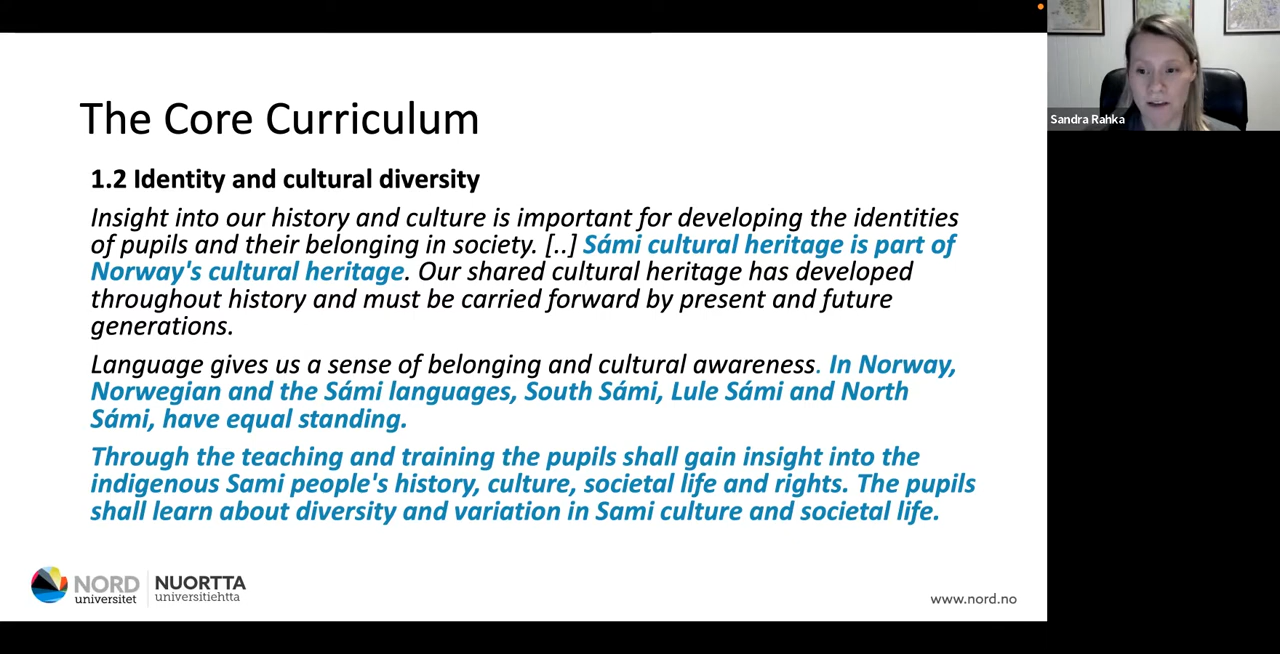 The Core Curriculum
1.2 Identity and cultural diversity
Insight into our history and culture is important for developing the identities
of pupils and their belonging in society. [..] Sámi cultural heritage is part of
Norway's cultural heritage. Our shared cultural heritage has developed
throughout history and must be carried forward by present and future
generations.
Language gives us a sense of belonging and cultural awareness. In Norway,
Norwegian and the Sámi languages, South Sámi, Lule Sámi and North
Sámi, have equal standing.
Through the teaching and training the pupils shall gain insight into the
indigenous Sami people's history, culture, societal life and rights. The pupils
shall learn about diversity and variation in Sami culture and societal life.
NORD
universitet
NUORTTA
universitiehtta
www.nord.no
Sandra Rahka